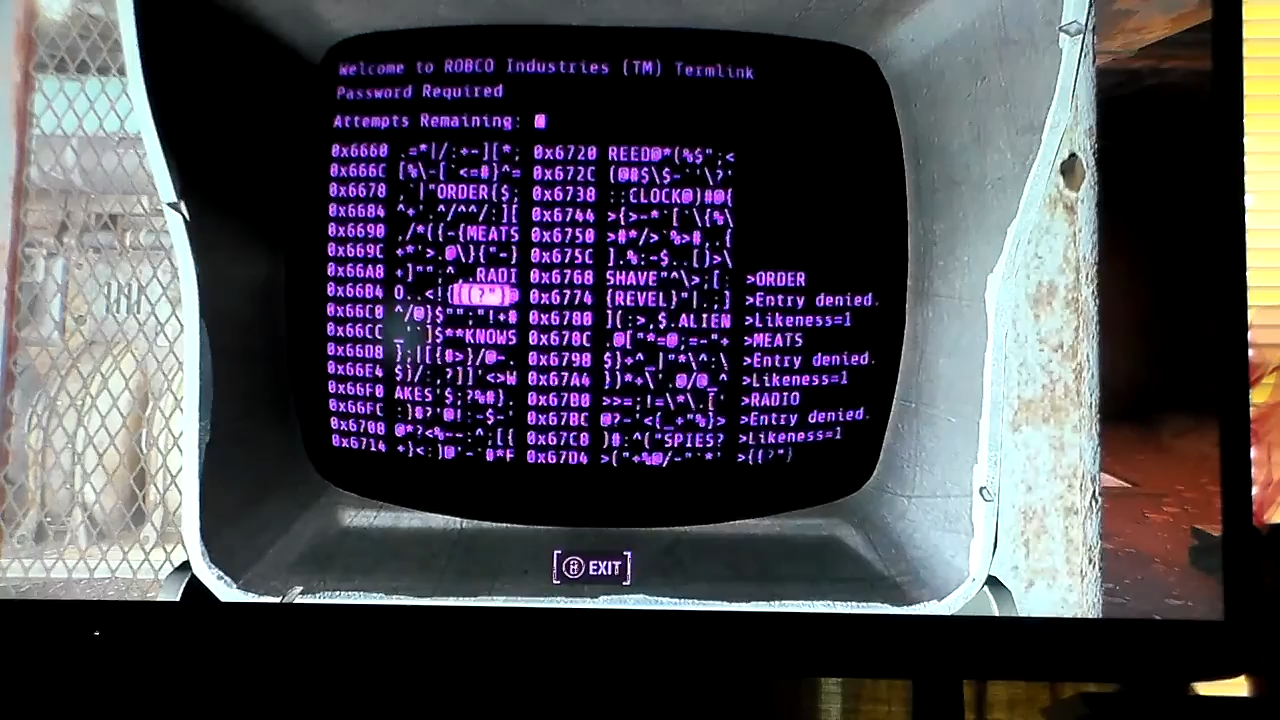 Welcome to ROBCO Industries (TM) Termlink
Password Required
Attempts Remaining:
0x6660 .=*|/:+-][*; 0x6720 REED@*(%$";<
0x666C [%\-[`<=#}^= 0x672C (@#$\$-`'\?'
0x6678 ,`|"ORDER($; 0x6738 ::CLOCK@)#@{
0x6684 ^+'.^/^^/:][ 0x6744 >{>-*`[`\{%\
0x6690 ./*((-{MEATS 0x6750 >#*/>`%>#,.{
0x669C +*'>.@\}{"-] 0x675C ].%:-$..[)>\
0x66A8 +]"";^,.RADI 0x6768 SHAVE"^\>;[: >ORDER
0x66B4 O..<|{{(?"}@ 0x6774 {REVEL}"|.;] >Entry denied.
0x66C0 ^/@}$"";"!+# 0x6780 ](:>,$.ALIEN >Likeness=1
0x66CC _``]$**KNOWS 0x678C .@["*=@;=-"+ >MEATS
0x66D8 };|[{#>}/@-. 0x6798 $}+^_|"*\^:\ >Entry denied.
0x66E4 $)/:,?]]'<>W 0x67A4 })*+\'.@/@_^ >Likeness=1
0x66F0 AKES'$;?%#}. 0x67B0 >>=;!=\*\.[' >RADIO
0x66FC :}#?'@!:-$-' 0x67BC @?-'<{_+"%}> >Entry denied.
0x6708 @*?<%--:^;[{ 0x67C8 )#:^("SPIES? >Likeness=1
0x6714 +}<:)@'-`#*F 0x67D4 >("+%@/-"`*' >{(?"}
EXIT